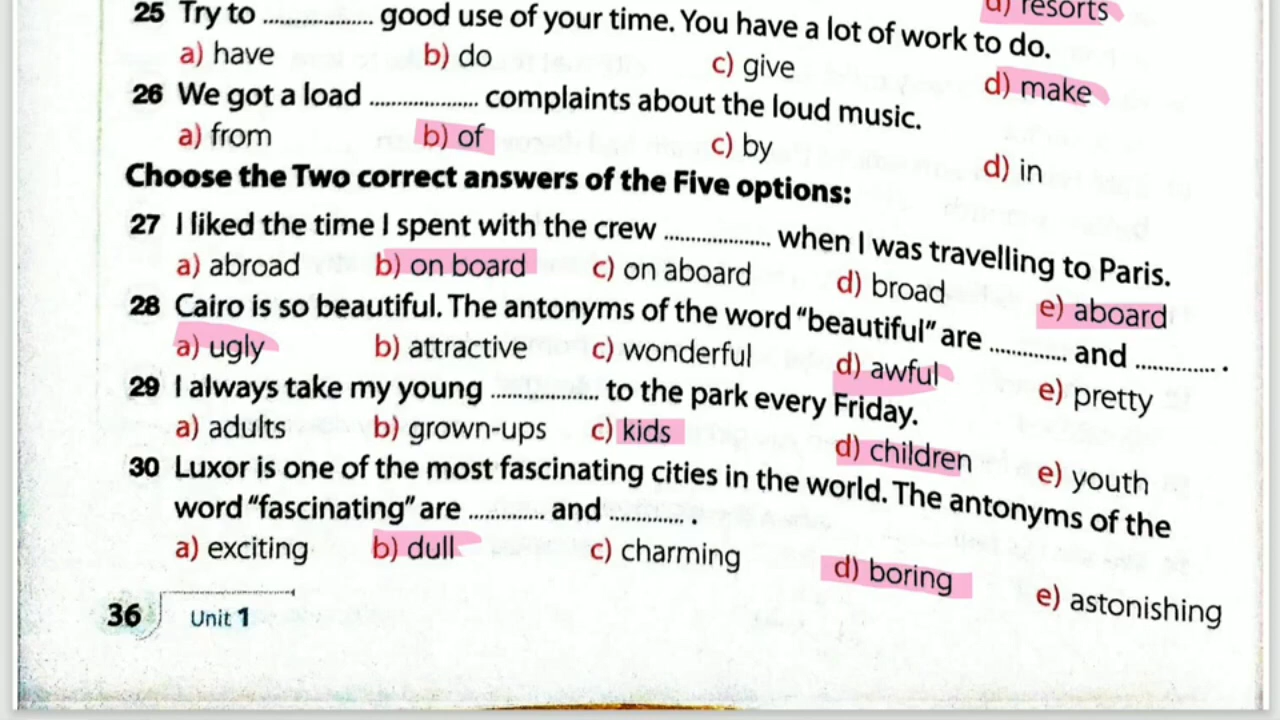 d) resorts
25 Try to .................... good use of your time. You have a lot of work to do.
a) have b) do c) give d) make
26 We got a load .................... complaints about the loud music.
a) from b) of c) by d) in
Choose the Two correct answers of the Five options:
27 I liked the time I spent with the crew .................... when I was travelling to Paris.
a) abroad b) on board c) on aboard d) broad e) aboard
28 Cairo is so beautiful. The antonyms of the word "beautiful" are .............. and .............. .
a) ugly b) attractive c) wonderful d) awful e) pretty
29 I always take my young .................... to the park every Friday.
a) adults b) grown-ups c) kids d) children e) youth
30 Luxor is one of the most fascinating cities in the world. The antonyms of the
word "fascinating" are .............. and .............. .
a) exciting b) dull c) charming d) boring e) astonishing
36 Unit 1